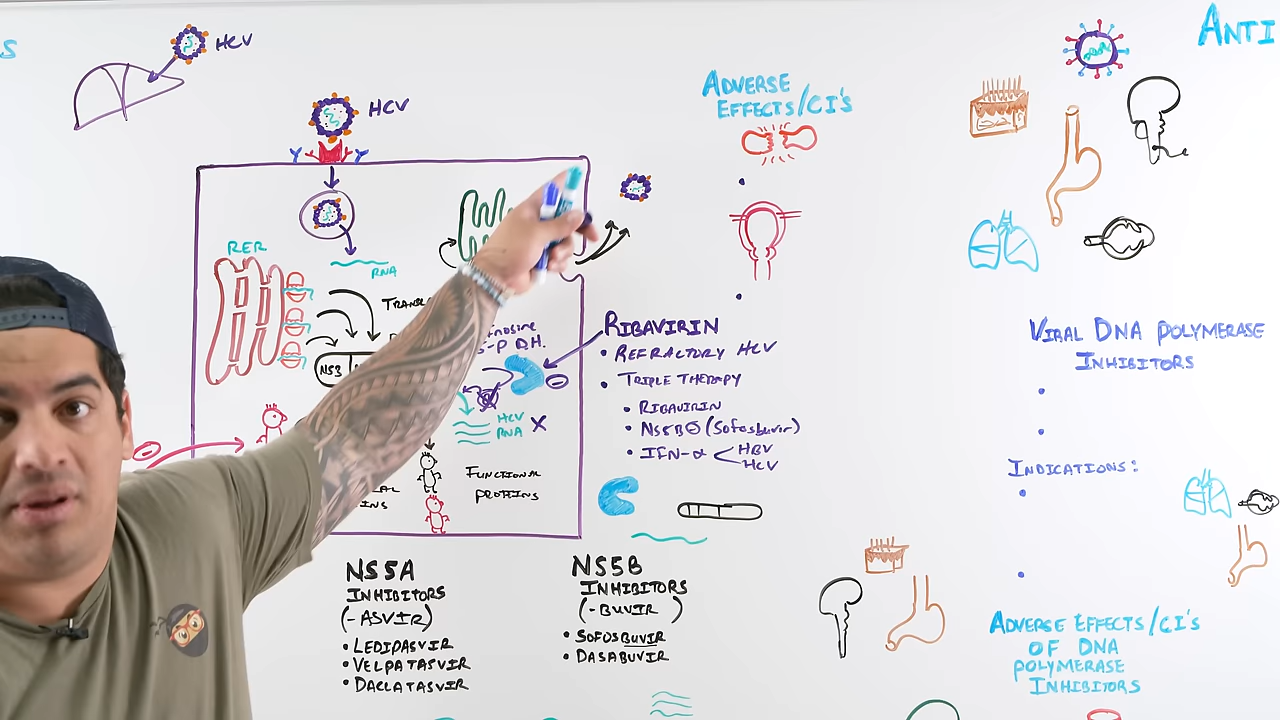 S
HCV
HCV
RER
RNA
NS3
5-P D.H.
HCV
RNA X
FUNCTIONAL
PROTEINS
NS5A
INHIBITORS
(-ASVIR)
• LEDIPASVIR
• VELPATASVIR
• DACLATASVIR
NS5B
INHIBITORS
(-BUVIR)
• SOFOSBUVIR
• DASABUVIR
RIBAVIRIN
• REFRACTORY HCV
• TRIPLE THERAPY
• RIBAVIRIN
• NS5B⊖ (Sofosbuvir)
• IFN-α < HBV
HCV
ADVERSE
EFFECTS/CI'S
ANTI
VIRAL DNA POLYMERASE
INHIBITORS
INDICATIONS:
ADVERSE EFFECTS/CI'S
OF DNA
POLYMERASE
INHIBITORS